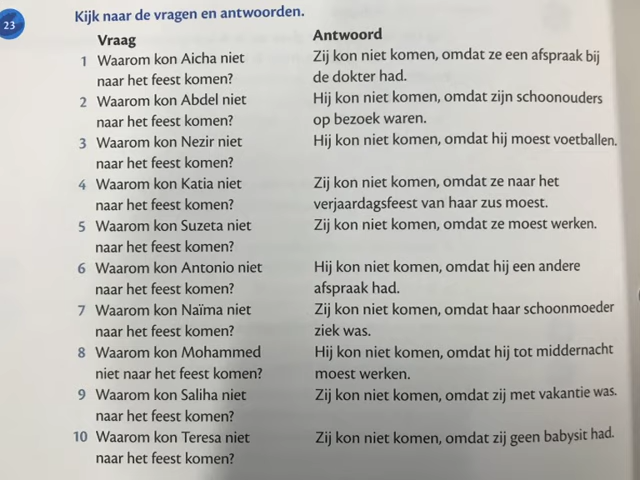 23
Kijk naar de vragen en antwoorden.
Vraag Antwoord
1 Waarom kon Aicha niet Zij kon niet komen, omdat ze een afspraak bij
naar het feest komen? de dokter had.
2 Waarom kon Abdel niet Hij kon niet komen, omdat zijn schoonouders
naar het feest komen? op bezoek waren.
3 Waarom kon Nezir niet Hij kon niet komen, omdat hij moest voetballen.
naar het feest komen?
4 Waarom kon Katia niet Zij kon niet komen, omdat ze naar het
naar het feest komen? verjaardagsfeest van haar zus moest.
5 Waarom kon Suzeta niet Zij kon niet komen, omdat ze moest werken.
naar het feest komen?
6 Waarom kon Antonio niet Hij kon niet komen, omdat hij een andere
naar het feest komen? afspraak had.
7 Waarom kon Naïma niet Zij kon niet komen, omdat haar schoonmoeder
naar het feest komen? ziek was.
8 Waarom kon Mohammed Hij kon niet komen, omdat hij tot middernacht
niet naar het feest komen? moest werken.
9 Waarom kon Saliha niet Zij kon niet komen, omdat zij met vakantie was.
naar het feest komen?
10 Waarom kon Teresa niet Zij kon niet komen, omdat zij geen babysit had.
naar het feest komen?